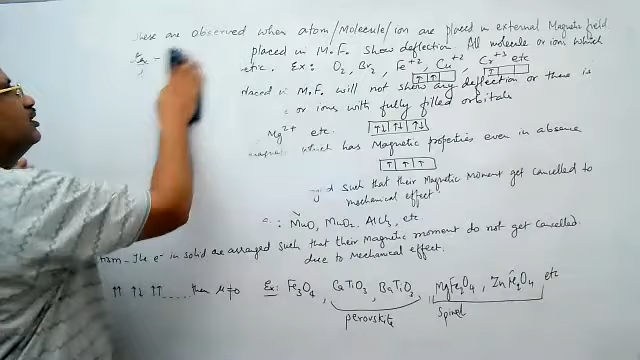 These are observed when atom/Molecule/ion are placed in external Magnetic field
placed in M.F. show deflection. All molecule or ions which
etic. Ex: O2, Br2, Fe+2, Cu+2 Cr+3 etc
↑↓ ↑
placed in M.F. will not show any deflection or there is
or ions with fully filled orbitals
Mg2+ etc. ↑↓ ↑↓ ↑↓
which has Magnetic properties even in absence
↑ ↑ ↑
such that their Magnetic Moment get cancelled to
mechanical effect
: MnO, MnO2, AlCl3, etc.
The e- in solid are arranged such that their Magnetic moment do not get cancelled
due to Mechanical effect.
↑↑ ↑↓ ↑↑ ..... then μ≠0 Ex: Fe3O4, CaTiO3, BaTiO3, MgFe2O4, ZnFe2O4 etc
perovskite Spinel